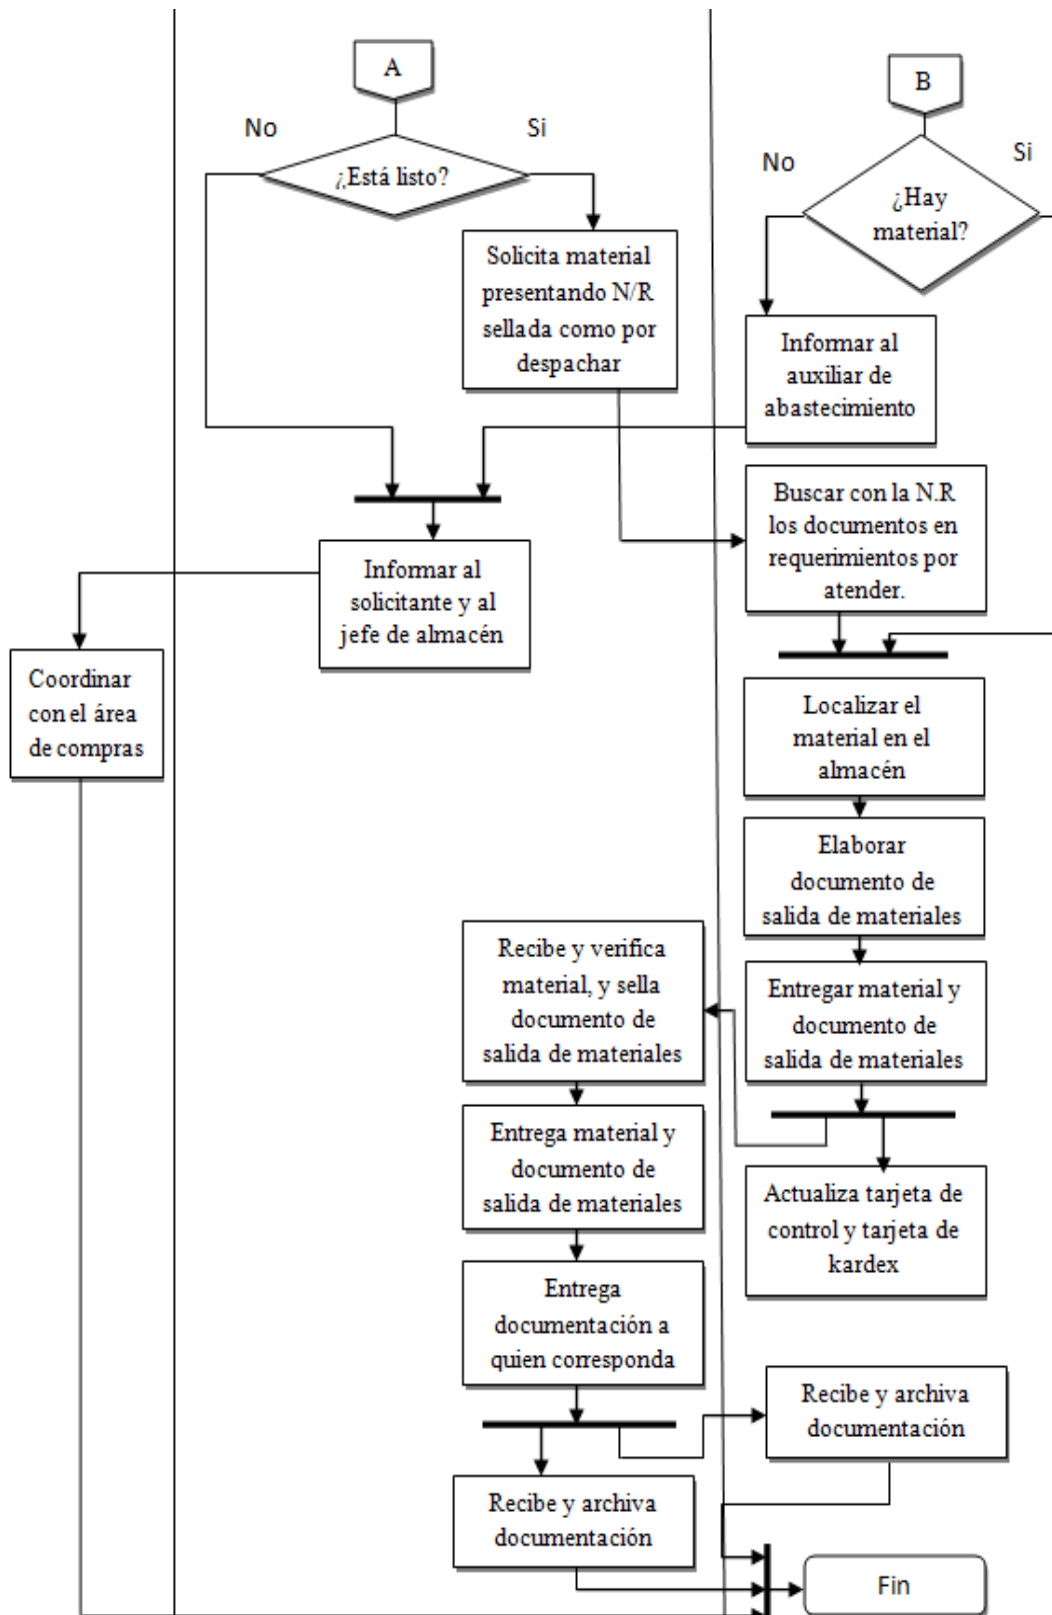 A
B
No
Si
¿Está listo?
No
Si
¿Hay
material?
Solicita material
presentando N/R
sellada como por
despachar
Informar al
auxiliar de
abastecimiento
Buscar con la N.R
los documentos en
requerimientos por
atender.
Informar al
solicitante y al
jefe de almacén
Coordinar
con el área
de compras
Localizar el
material en el
almacén
Elaborar
documento de
salida de materiales
Recibe y verifica
material, y sella
documento de
salida de materiales
Entregar material y
documento de
salida de materiales
Entrega material y
documento de
salida de materiales
Actualiza tarjeta de
control y tarjeta de
kardex
Entrega
documentación a
quien corresponda
Recibe y archiva
documentación
Recibe y archiva
documentación
Fin